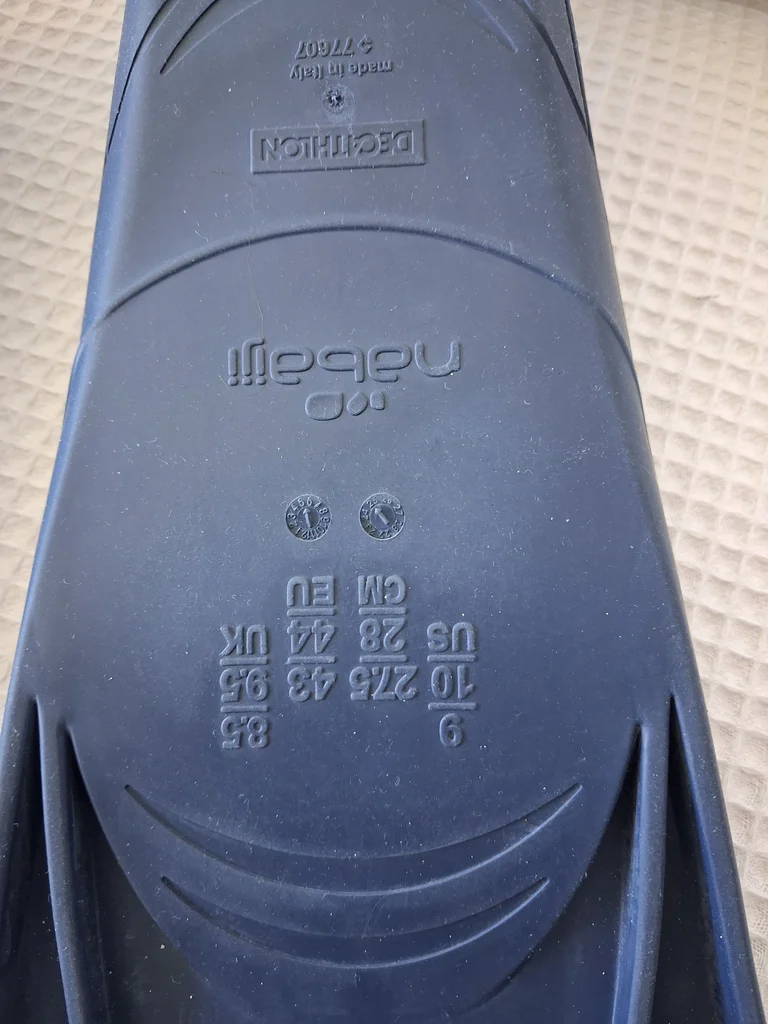 9 8.5
10 27.5 43 9.5
US 28 44 UK
CM EU
nabaiji
DECATHLON
made in Italy
77607